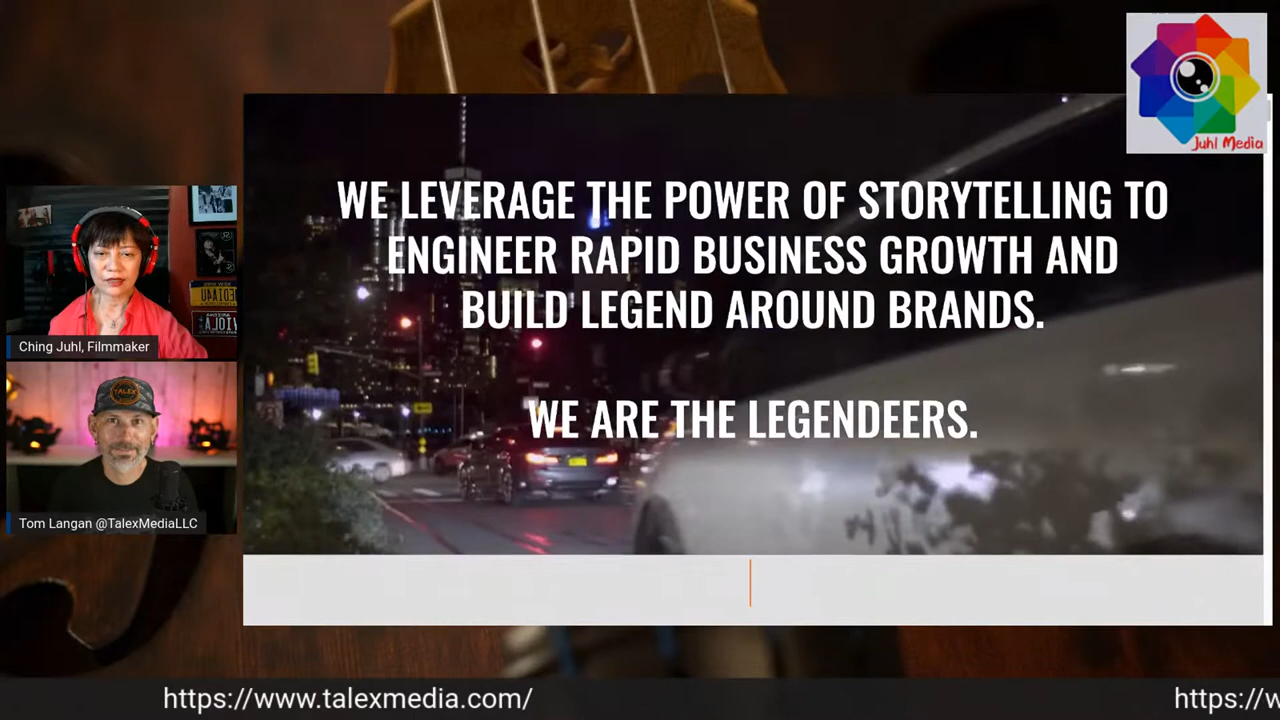 Juhl Media
WE LEVERAGE THE POWER OF STORYTELLING TO
ENGINEER RAPID BUSINESS GROWTH AND
BUILD LEGEND AROUND BRANDS.
WE ARE THE LEGENDEERS.
Ching Juhl, Filmmaker
TALEX
Tom Langan @TalexMediaLLC
https://www.talexmedia.com/
https://w